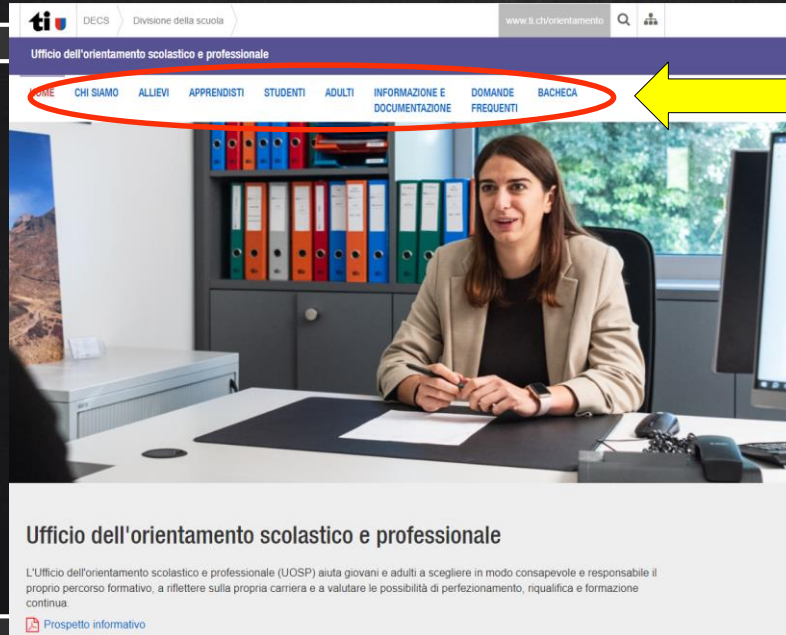 ti
DECS
Divisione della scuola
www.ti.ch/orientamento
Ufficio dell'orientamento scolastico e professionale
HOME
CHI SIAMO
ALLIEVI
APPRENDISTI
STUDENTI
ADULTI
INFORMAZIONE E
DOCUMENTAZIONE
DOMANDE
FREQUENTI
BACHECA
Ufficio dell'orientamento scolastico e professionale
L'Ufficio dell'orientamento scolastico e professionale (UOSP) aiuta giovani e adulti a scegliere in modo consapevole e responsabile il
proprio percorso formativo, a riflettere sulla propria carriera e a valutare le possibilità di perfezionamento, riqualifica e formazione
continua.
Prospetto informativo